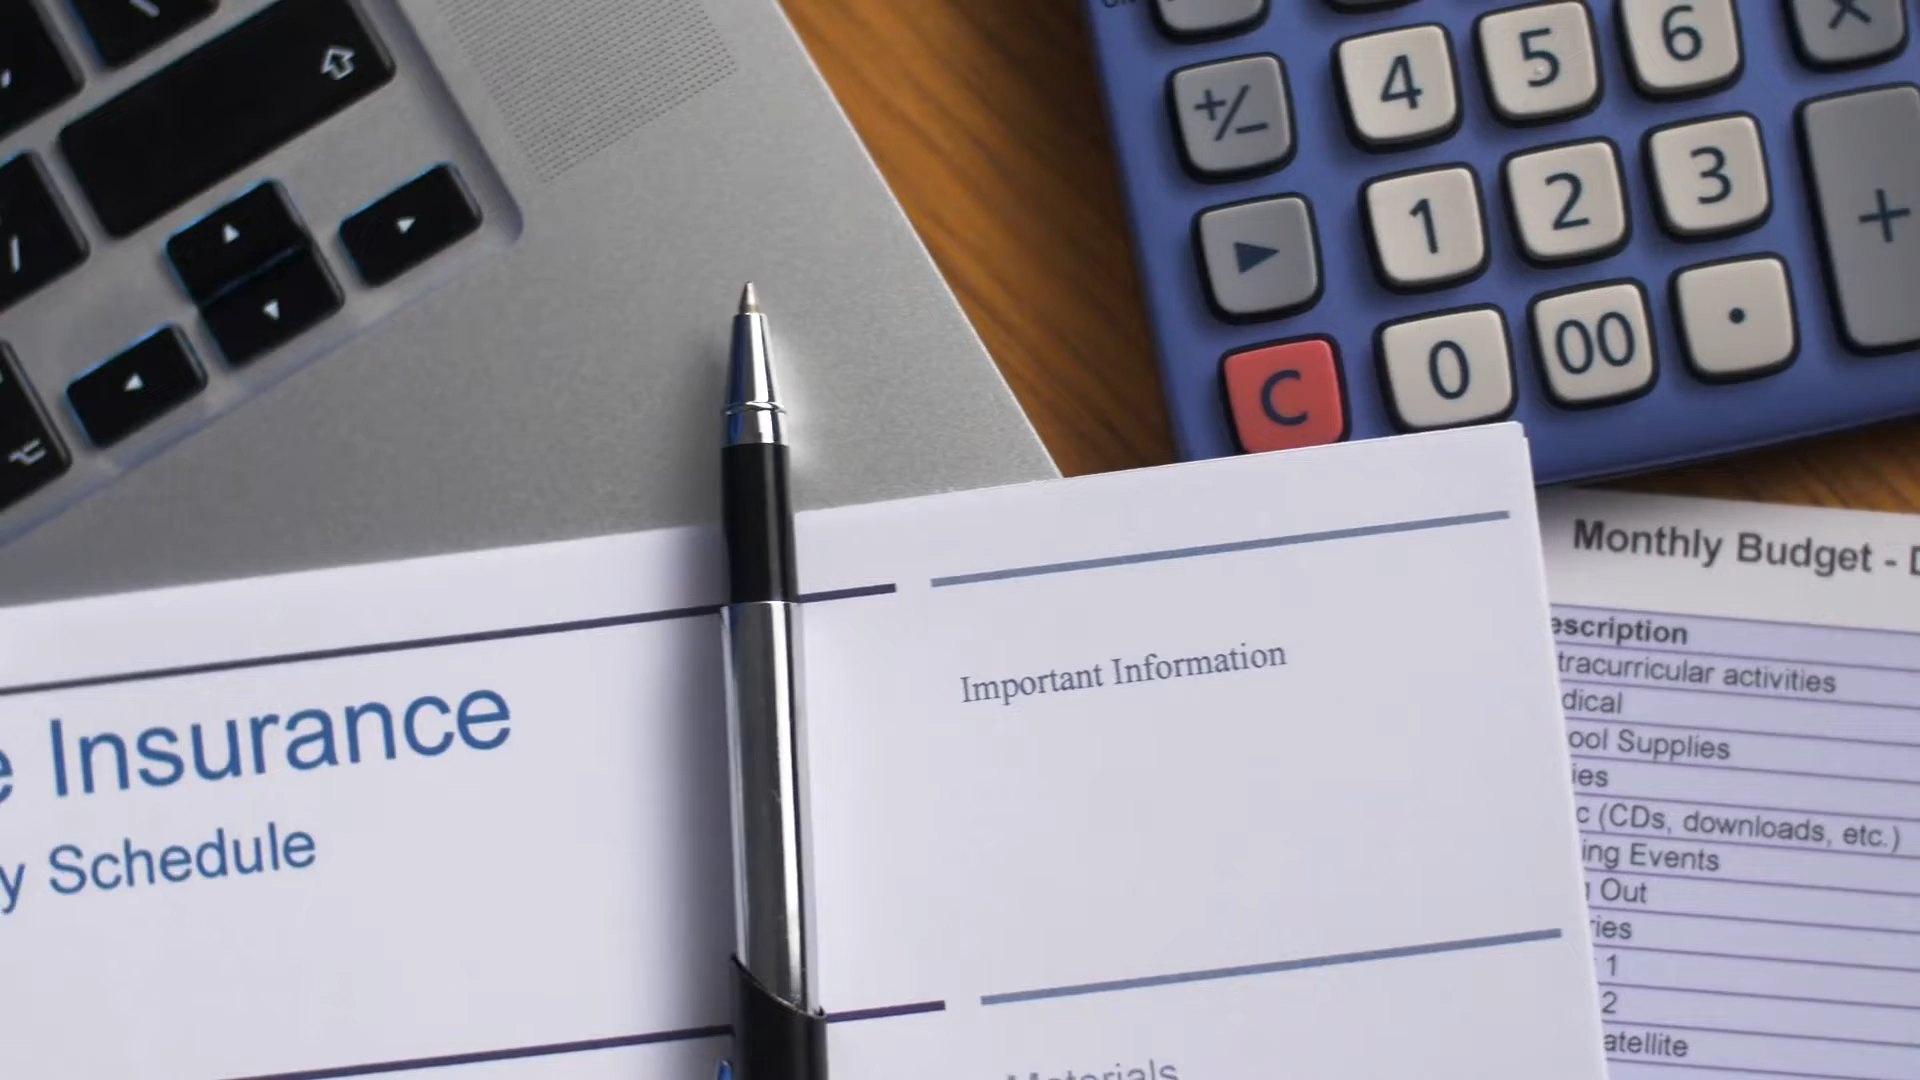 4
5
6
×
+/-
1
2
3
+
C
0
00
.
Insurance
Schedule
Important Information
Materials
Monthly Budget -
escription
tracurricular activities
dical
ool Supplies
ies
c (CDs, downloads, etc.)
ing Events
Out
ries
1
2
atellite